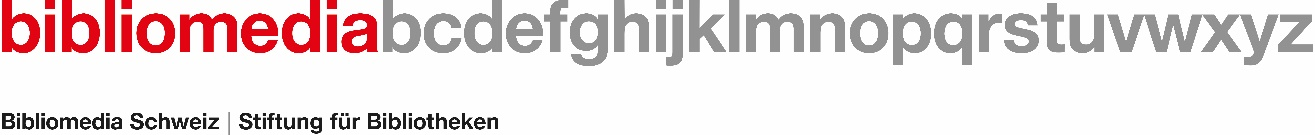 bibliomediabcdefghijklmnopqrstuvwxyz
Bibliomedia Schweiz | Stiftung für Bibliotheken